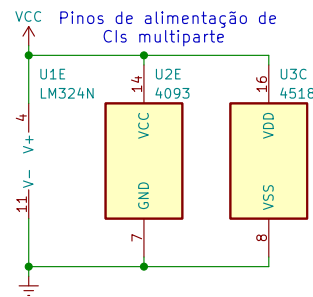 VCC
Pinos de alimentação de
CIs multiparte
U1E
LM324N
U2E
4093
U3C
4518
4
V+
V-
11
14
VCC
GND
7
16
VDD
VSS
8